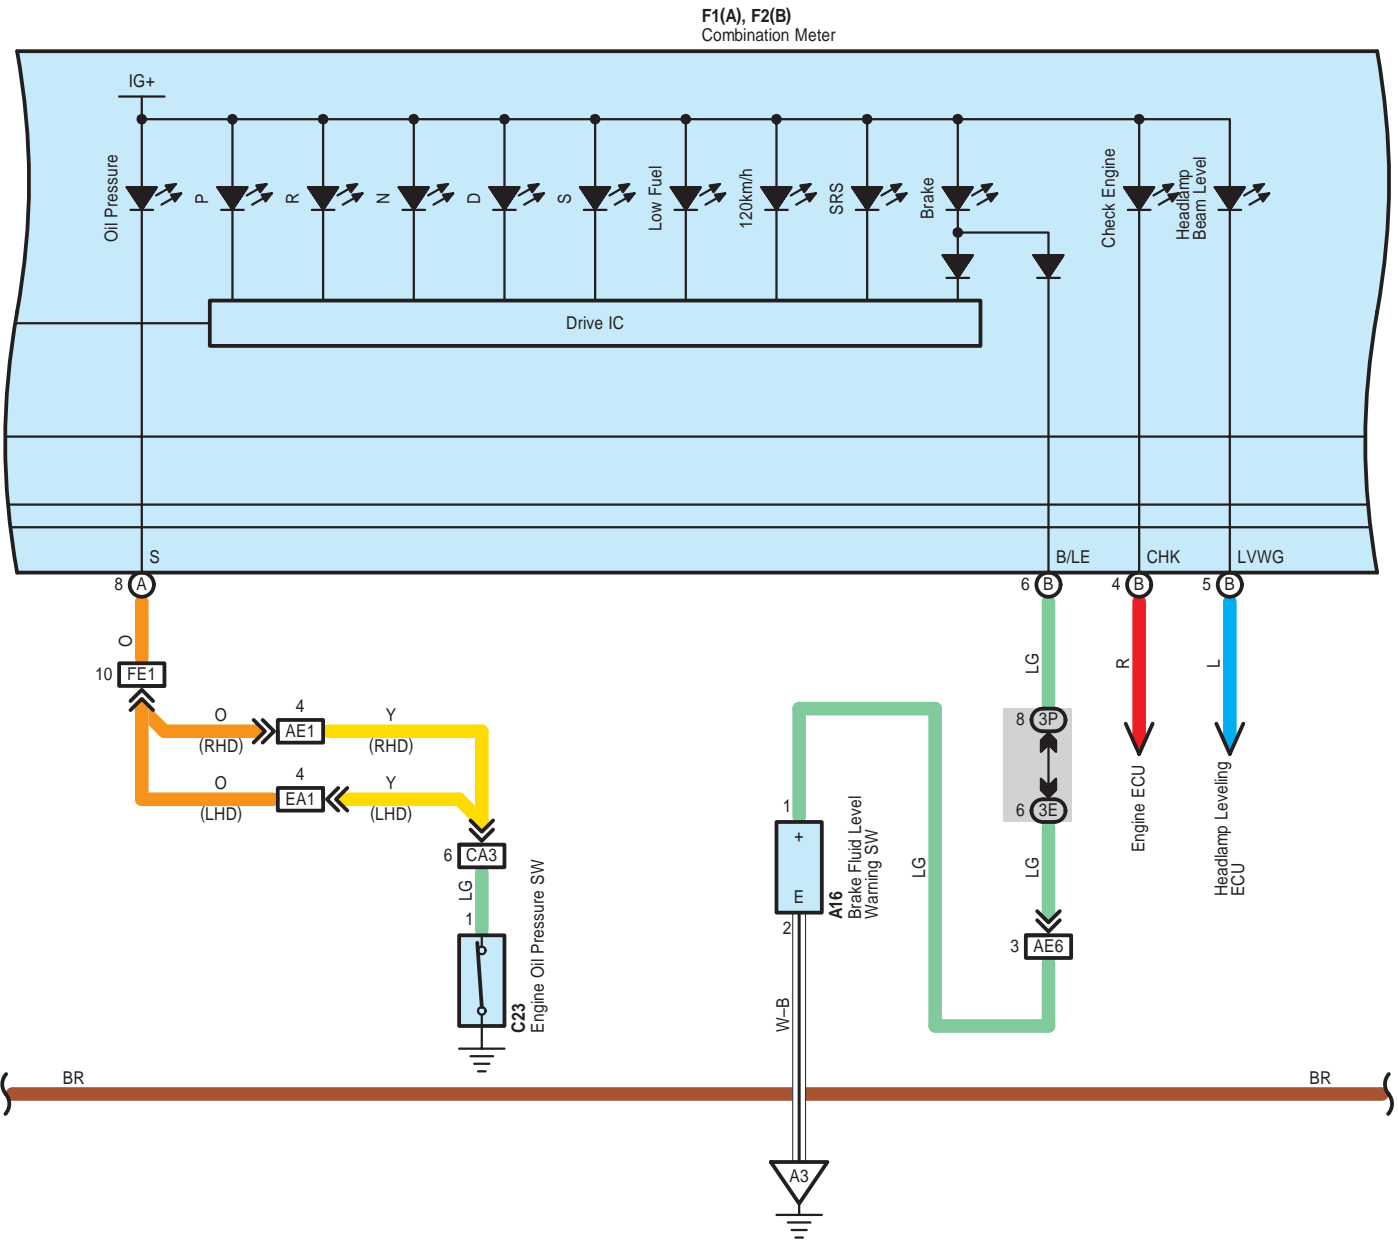 F1(A), F2(B)
Combination Meter
IG+
Oil Pressure
P
R
N
D
S
Low Fuel
120km/h
SRS
Brake
Check Engine
Headlamp
Beam Level
Drive IC
S
B/LE
CHK
LVWG
8 A
6 B
4 B
5 B
O
LG
R
L
10 FE1
O
(RHD)
4
AE1
Y
(RHD)
O
(LHD)
4
EA1
Y
(LHD)
8 3P
6 3E
Engine ECU
Headlamp Leveling
ECU
6 CA3
LG
1
C23
Engine Oil Pressure SW
1
+
E
2
A16
Brake Fluid Level
Warning SW
LG
LG
3 AE6
W–B
BR
BR
A3